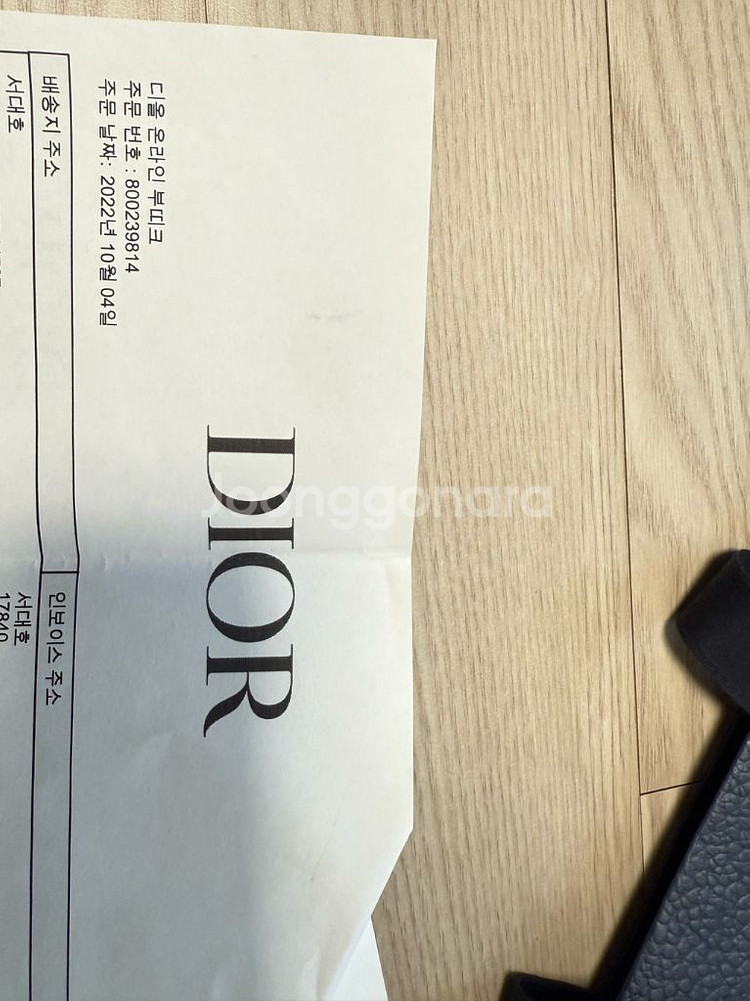 DIOR
디올 온라인 부띠크
주문 번호 : 800239814
주문 날짜: 2022년 10월 04일
배송지 주소
인보이스 주소
서대호
서대호
17840
Joonggonara